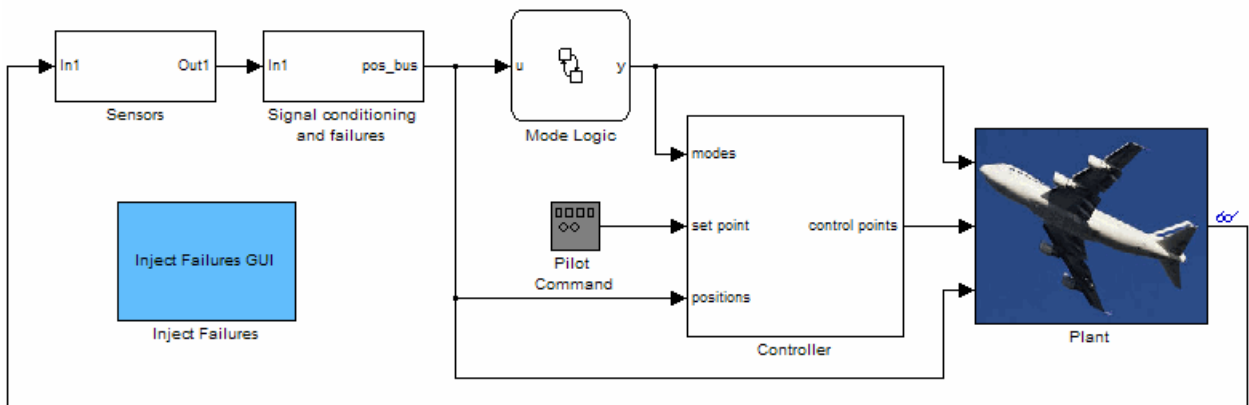 In1
Out1
Sensors
In1
pos_bus
Signal conditioning
and failures
u
y
Mode Logic
modes
set point
control points
positions
Controller
Pilot
Command
Inject Failures GUI
Inject Failures
Plant